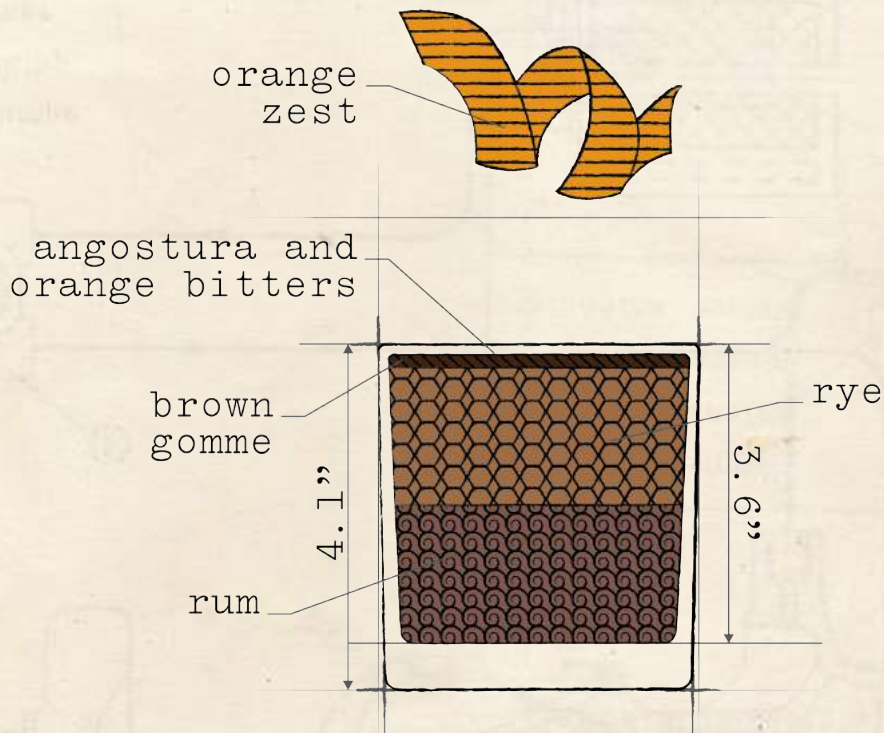 orange
zest
angostura and
orange bitters
brown
gomme
rye
4.1”
3.6”
rum